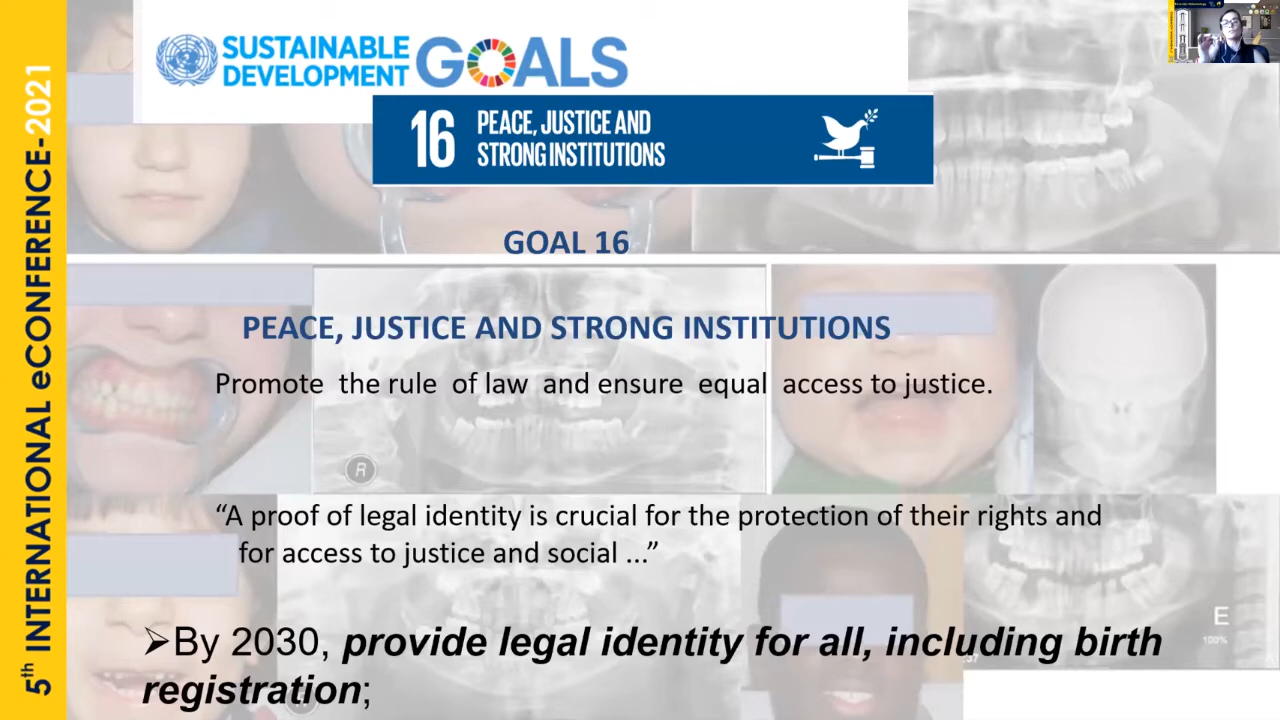 5th INTERNATIONAL eCONFERENCE-2021
SUSTAINABLE
DEVELOPMENT
GOALS
16
PEACE, JUSTICE AND
STRONG INSTITUTIONS
GOAL 16
PEACE, JUSTICE AND STRONG INSTITUTIONS
Promote the rule of law and ensure equal access to justice.
R
“A proof of legal identity is crucial for the protection of their rights and
for access to justice and social ...”
E
100%
➢By 2030, provide legal identity for all, including birth
registration;